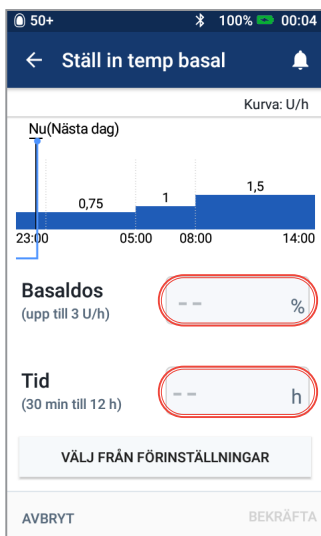 50+ 100% 00:04
Ställ in temp basal
Kurva: U/h
Nu(Nästa dag)
0,75 1 1,5
23:00 05:00 08:00 14:00
Basaldos
(upp till 3 U/h)
-- %
Tid
(30 min till 12 h)
-- h
VÄLJ FRÅN FÖRINSTÄLLNINGAR
AVBRYT BEKRÄFTA